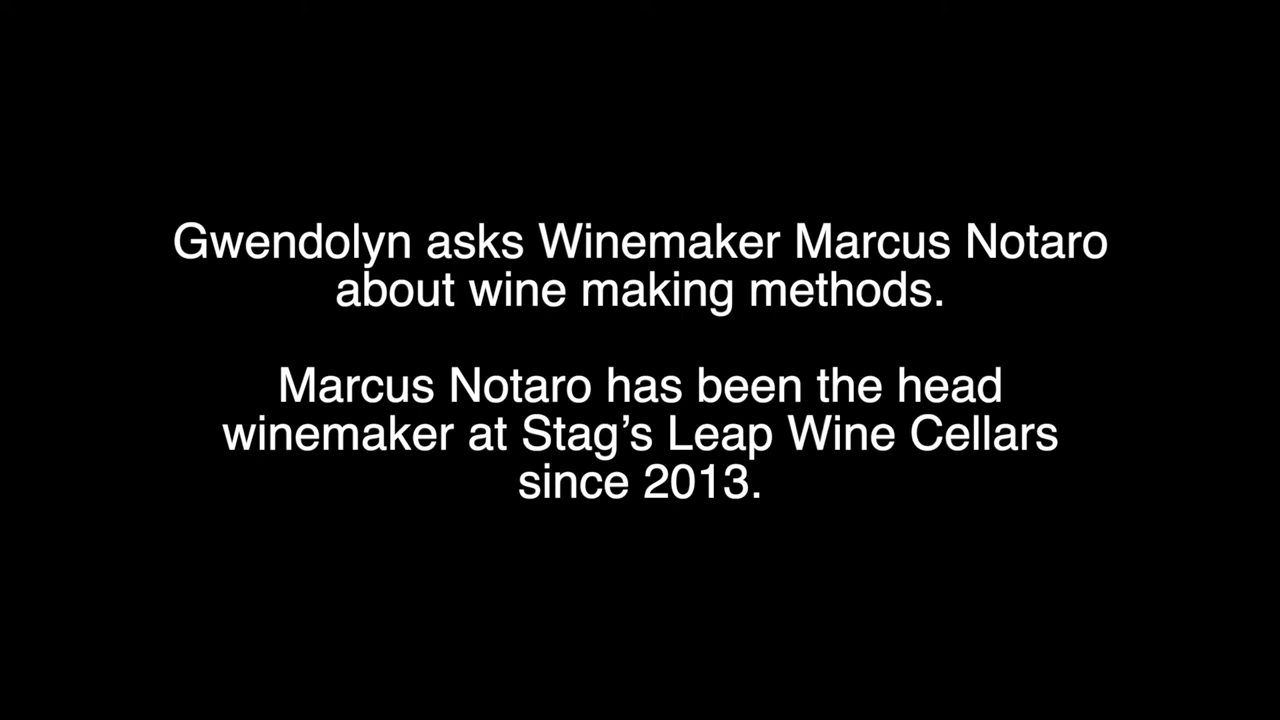 Gwendolyn asks Winemaker Marcus Notaro
about wine making methods.
Marcus Notaro has been the head
winemaker at Stag’s Leap Wine Cellars
since 2013.